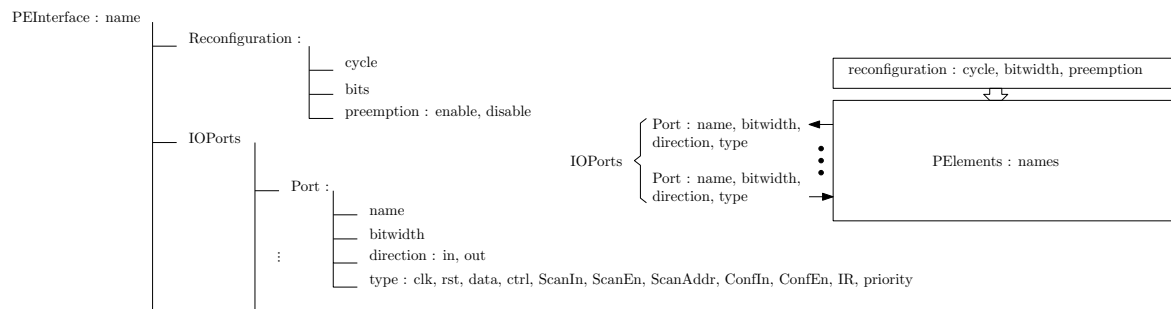 PEInterface : name
Reconfiguration :
cycle
bits
preemption : enable, disable
IOPorts
Port :
name
bitwidth
direction : in, out
type : clk, rst, data, ctrl, ScanIn, ScanEn, ScanAddr, ConfIn, ConfEn, IR, priority
reconfiguration : cycle, bitwidth, preemption
IOPorts
Port : name, bitwidth,
direction, type
Port : name, bitwidth,
direction, type
PElements : names